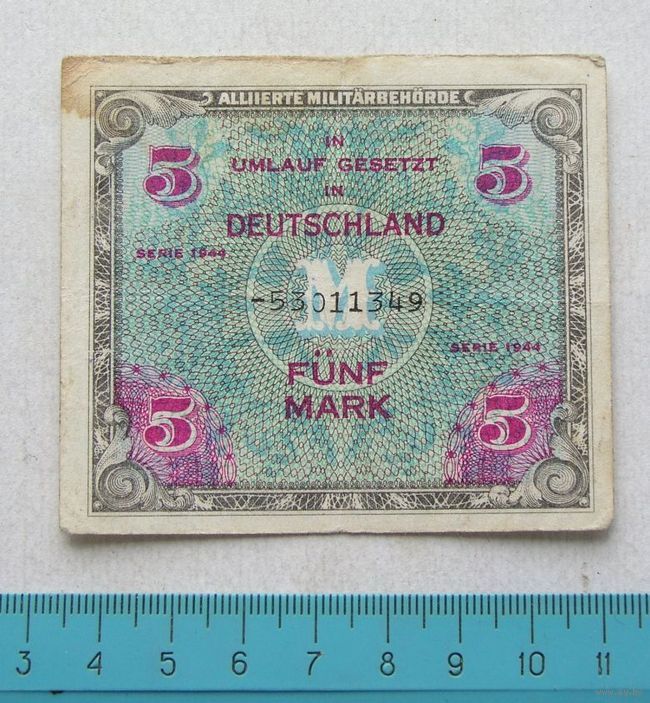 ALLIIERTE MILITÄRBEHÖRDE
5 5
IN
UMLAUF GESETZT
IN
DEUTSCHLAND
SERIE 1944
M
-53011349
SERIE 1944
FÜNF
MARK
5 5
3 4 5 6 7 8 9 10 11